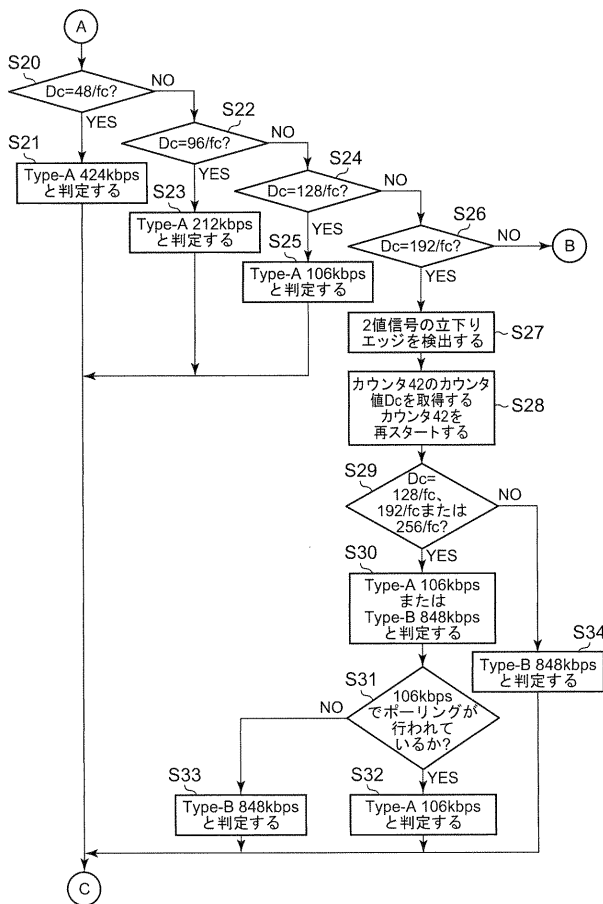 A
S20
Dc=48/fc?
NO
YES
S21
Type-A 424kbps
と判定する
S22
Dc=96/fc?
NO
YES
S23
Type-A 212kbps
と判定する
S24
Dc=128/fc?
NO
YES
S25
Type-A 106kbps
と判定する
S26
Dc=192/fc?
NO
B
YES
2値信号の立下り
エッジを検出する
S27
カウンタ42のカウンタ
値Dcを取得する
カウンタ42を
再スタートする
S28
S29
Dc=
128/fc、
192/fcまたは
256/fc?
NO
YES
S30
Type-A 106kbps
または
Type-B 848kbps
と判定する
S34
Type-B 848kbps
と判定する
S31
106kbps
でポーリングが
行われて
いるか?
NO
YES
S33
Type-B 848kbps
と判定する
S32
Type-A 106kbps
と判定する
C